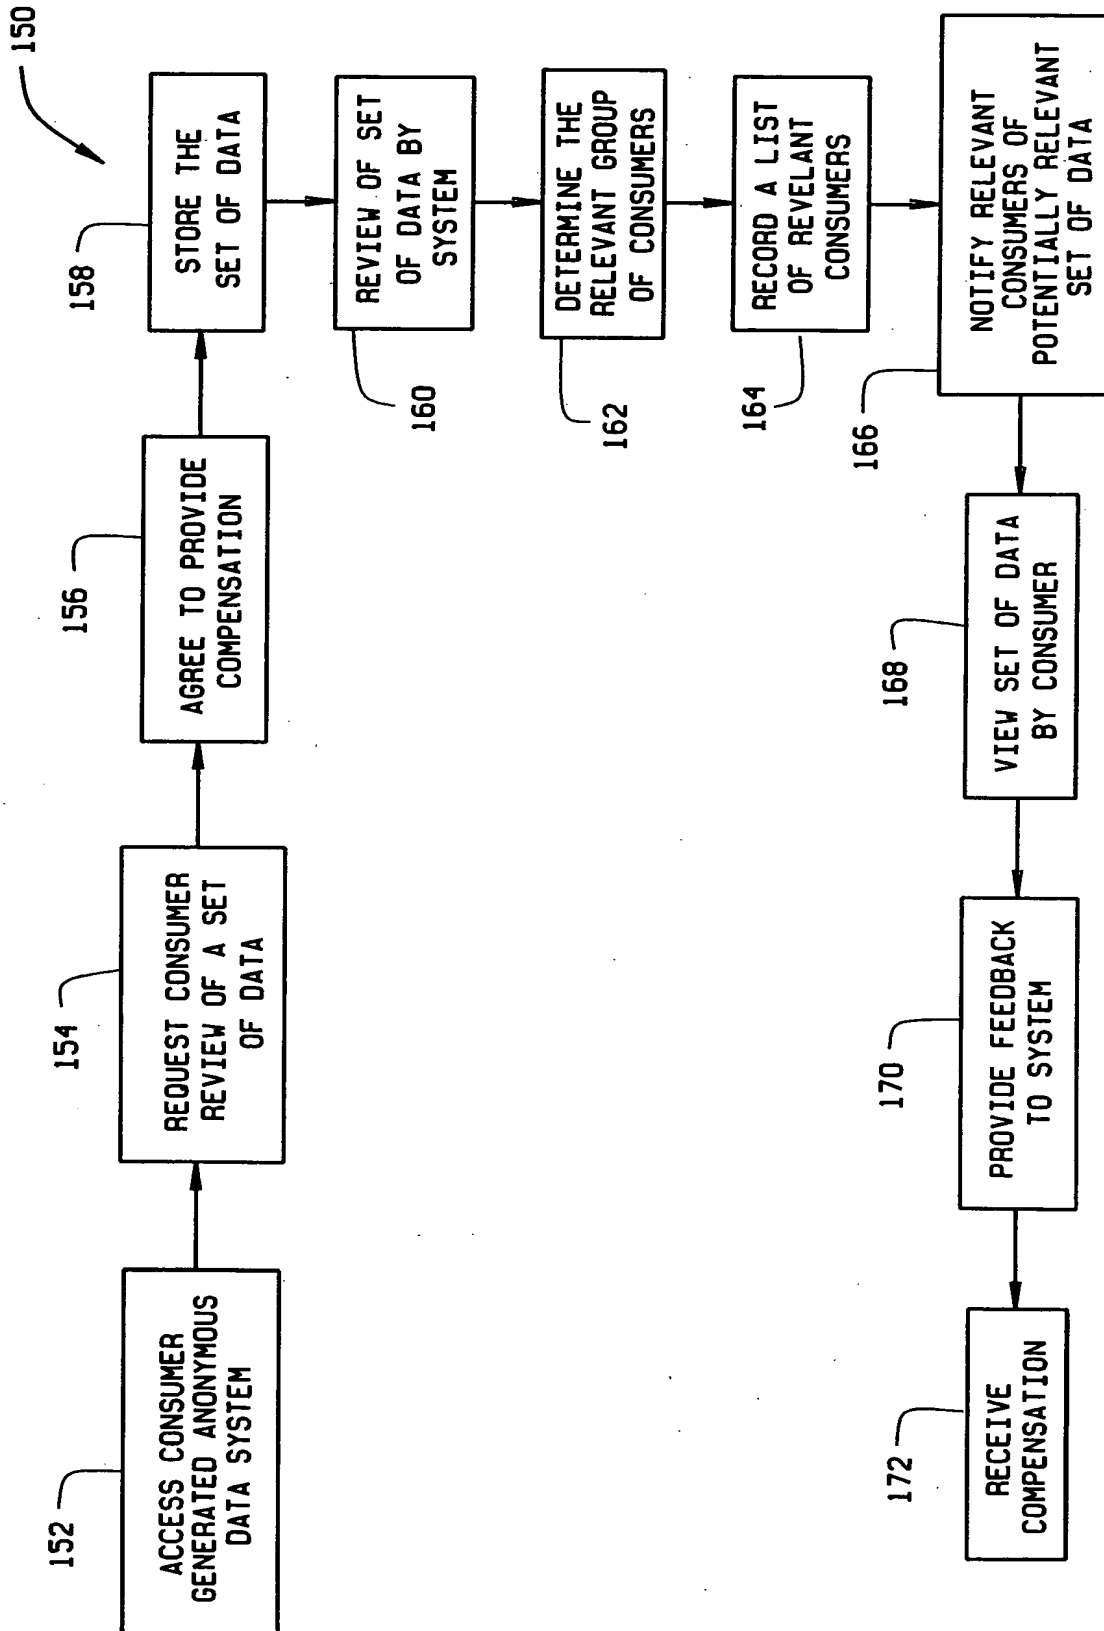 150
152
ACCESS CONSUMER
GENERATED ANONYMOUS
DATA SYSTEM
154
REQUEST CONSUMER
REVIEW OF A SET
OF DATA
156
AGREE TO PROVIDE
COMPENSATION
158
STORE THE
SET OF DATA
160
REVIEW OF SET
OF DATA BY
SYSTEM
162
DETERMINE THE
RELEVANT GROUP
OF CONSUMERS
164
RECORD A LIST
OF REVELANT
CONSUMERS
166
NOTIFY RELEVANT
CONSUMERS OF
POTENTIALLY RELEVANT
SET OF DATA
168
VIEW SET OF DATA
BY CONSUMER
170
PROVIDE FEEDBACK
TO SYSTEM
172
RECEIVE
COMPENSATION